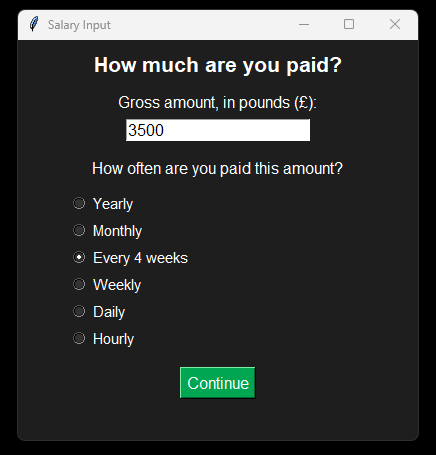 Salary Input
How much are you paid?
Gross amount, in pounds (£):
3500
How often are you paid this amount?
Yearly
Monthly
Every 4 weeks
Weekly
Daily
Hourly
Continue